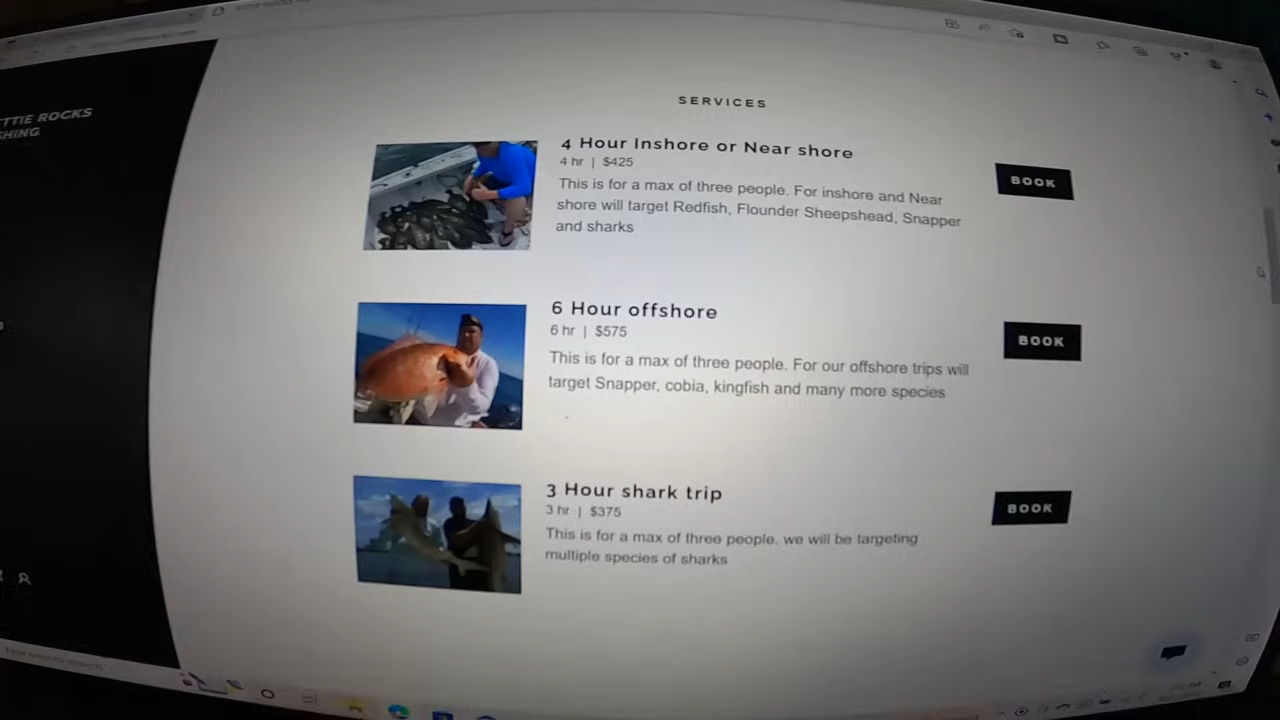 TTIE ROCKS
SHING
SERVICES
4 Hour Inshore or Near shore
4 hr | $425
This is for a max of three people. For inshore and Near
shore will target Redfish, Flounder Sheepshead, Snapper
and sharks
BOOK
6 Hour offshore
6 hr | $575
This is for a max of three people. For our offshore trips will
target Snapper, cobia, kingfish and many more species
BOOK
3 Hour shark trip
3 hr | $375
This is for a max of three people. we will be targeting
multiple species of sharks
BOOK